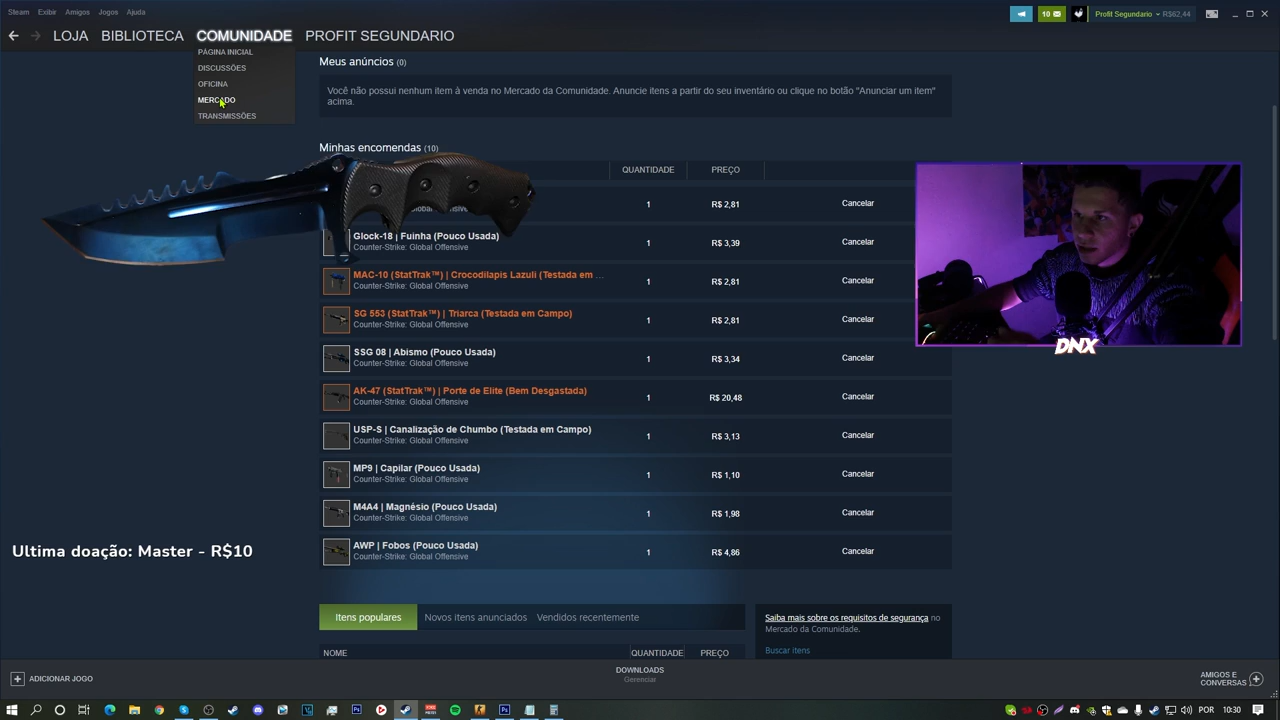 Steam Exibir Amigos Jogos Ajuda
10 Profit Segundario R$62,44
LOJA BIBLIOTECA COMUNIDADE PROFIT SEGUNDARIO
PÁGINA INICIAL
DISCUSSÕES
OFICINA
MERCADO
TRANSMISSÕES
Meus anúncios (0)
Você não possui nenhum item à venda no Mercado da Comunidade. Anuncie itens a partir do seu inventário ou clique no botão "Anunciar um item"
acima.
Minhas encomendas (10)
QUANTIDADE PREÇO
Global Offensive
1 R$ 2,81 Cancelar
Glock-18 | Fuinha (Pouco Usada)
Counter-Strike: Global Offensive
1 R$ 3,39 Cancelar
MAC-10 (StatTrak™) | Crocodilapis Lazuli (Testada em ...
Counter-Strike: Global Offensive
1 R$ 2,81 Cancelar
SG 553 (StatTrak™) | Triarca (Testada em Campo)
Counter-Strike: Global Offensive
1 R$ 2,81 Cancelar
SSG 08 | Abismo (Pouco Usada)
Counter-Strike: Global Offensive
1 R$ 3,34 Cancelar
AK-47 (StatTrak™) | Porte de Elite (Bem Desgastada)
Counter-Strike: Global Offensive
1 R$ 20,48 Cancelar
USP-S | Canalização de Chumbo (Testada em Campo)
Counter-Strike: Global Offensive
1 R$ 3,13 Cancelar
MP9 | Capilar (Pouco Usada)
Counter-Strike: Global Offensive
1 R$ 1,10 Cancelar
M4A4 | Magnésio (Pouco Usada)
Counter-Strike: Global Offensive
1 R$ 1,98 Cancelar
AWP | Fobos (Pouco Usada)
Counter-Strike: Global Offensive
1 R$ 4,86 Cancelar
DNX
Ultima doação: Master - R$10
Itens populares Novos itens anunciados Vendidos recentemente
NOME QUANTIDADE PREÇO
Saiba mais sobre os requisitos de segurança no
Mercado da Comunidade.
Buscar itens
ADICIONAR JOGO
DOWNLOADS
Gerenciar
AMIGOS E
CONVERSAS
POR 10:30